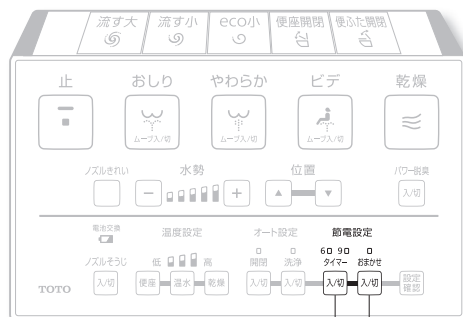 流す大 流す小 eco小 便座開閉 便ふた開閉
止 おしり やわらか ビデ 乾燥
ムーブ入/切 ムーブ入/切 ムーブ入/切
ノズルきれい 水勢 位置 パワー脱臭
− + ▲ ▼ 入/切
電池交換 温度設定 オート設定 節電設定
ノズルそうじ 低 高 開閉 洗浄 60 90 タイマー おまかせ
TOTO 入/切 便座 温水 乾燥 入/切 入/切 入/切 入/切 設定確認